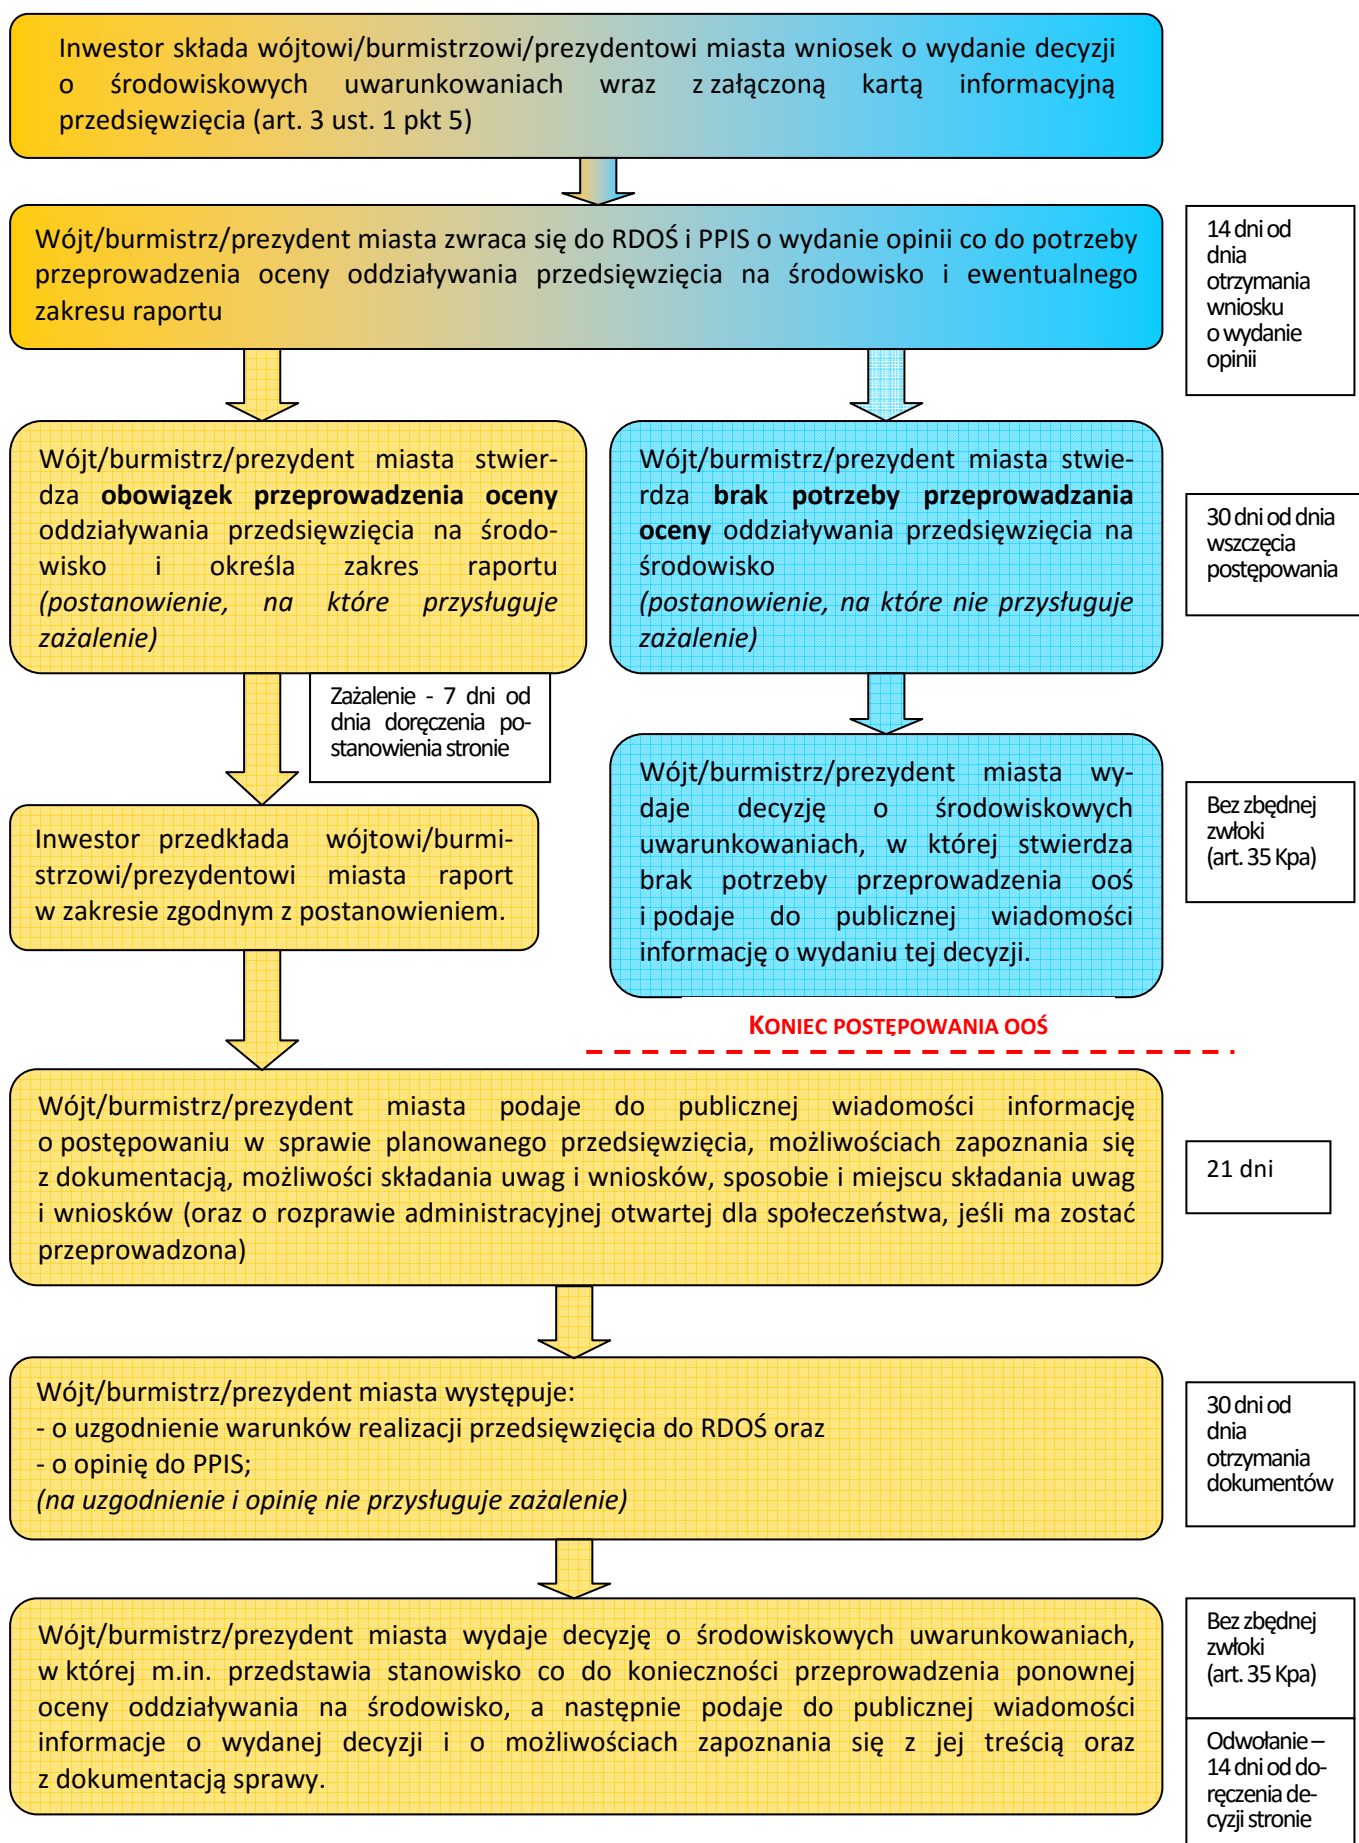 Inwestor składa wójtowi/burmistrzowi/prezydentowi miasta wniosek o wydanie decyzji
o środowiskowych uwarunkowaniach wraz z załączoną kartą informacyjną
przedsięwzięcia (art. 3 ust. 1 pkt 5)
Wójt/burmistrz/prezydent miasta zwraca się do RDOŚ i PPIS o wydanie opinii co do potrzeby
przeprowadzenia oceny oddziaływania przedsięwzięcia na środowisko i ewentualnego
zakresu raportu
14 dni od
dnia
otrzymania
wniosku
o wydanie
opinii
Wójt/burmistrz/prezydent miasta stwier-
dza obowiązek przeprowadzenia oceny
oddziaływania przedsięwzięcia na środo-
wisko i określa zakres raportu
(postanowienie, na które przysługuje
zażalenie)
Wójt/burmistrz/prezydent miasta stwie-
rdza brak potrzeby przeprowadzania
oceny oddziaływania przedsięwzięcia na
środowisko
(postanowienie, na które nie przysługuje
zażalenie)
30 dni od dnia
wszczęcia
postępowania
Zażalenie - 7 dni od
dnia doręczenia po-
stanowienia stronie
Inwestor przedkłada wójtowi/burmi-
strzowi/prezydentowi miasta raport
w zakresie zgodnym z postanowieniem.
Wójt/burmistrz/prezydent miasta wy-
daje decyzję o środowiskowych
uwarunkowaniach, w której stwierdza
brak potrzeby przeprowadzenia ooś
i podaje do publicznej wiadomości
informację o wydaniu tej decyzji.
Bez zbędnej
zwłoki
(art. 35 Kpa)
KONIEC POSTĘPOWANIA OOŚ
Wójt/burmistrz/prezydent miasta podaje do publicznej wiadomości informację
o postępowaniu w sprawie planowanego przedsięwzięcia, możliwościach zapoznania się
z dokumentacją, możliwości składania uwag i wniosków, sposobie i miejscu składania uwag
i wniosków (oraz o rozprawie administracyjnej otwartej dla społeczeństwa, jeśli ma zostać
przeprowadzona)
21 dni
Wójt/burmistrz/prezydent miasta występuje:
- o uzgodnienie warunków realizacji przedsięwzięcia do RDOŚ oraz
- o opinię do PPIS;
(na uzgodnienie i opinię nie przysługuje zażalenie)
30 dni od
dnia
otrzymania
dokumentów
Wójt/burmistrz/prezydent miasta wydaje decyzję o środowiskowych uwarunkowaniach,
w której m.in. przedstawia stanowisko co do konieczności przeprowadzenia ponownej
oceny oddziaływania na środowisko, a następnie podaje do publicznej wiadomości
informacje o wydanej decyzji i o możliwościach zapoznania się z jej treścią oraz
z dokumentacją sprawy.
Bez zbędnej
zwłoki
(art. 35 Kpa)
Odwołanie –
14 dni od do-
ręczenia de-
cyzji stronie